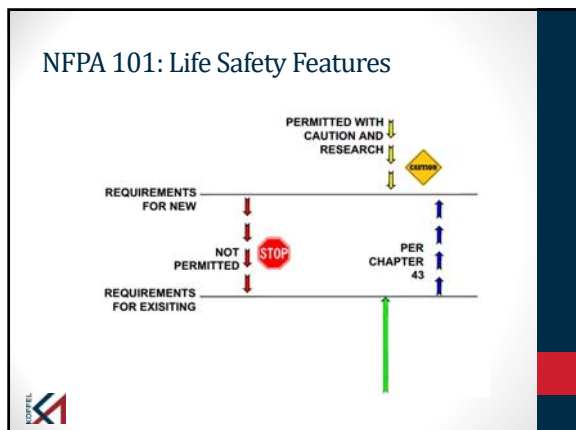 NFPA 101: Life Safety Features
PERMITTED WITH
CAUTION AND
RESEARCH
CAUTION
REQUIREMENTS
FOR NEW
NOT
PERMITTED
STOP
PER
CHAPTER
43
REQUIREMENTS
FOR EXISITING
KOFFEL